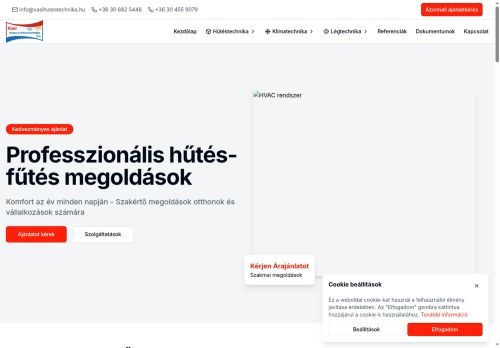 info@vasihutestechnika.hu
+36 30 682 5448
+36 30 455 9079
Azonnali ajánlatkérés
Kezdőlap
Hűtéstechnika
Klímatechnika
Légtechnika
Referenciák
Dokumentumok
Kapcsolat
HVAC rendszer
Kedvezményes ajánlat
Professzionális hűtés-
fűtés megoldások
Komfort az év minden napján - Szakértő megoldások otthonok és
vállalkozások számára
Ajánlatot kérek
Szolgáltatások
Kérjen Árajánlatot
Szakmai megoldások
Cookie beállítások
Ez a weboldal cookie-kat használ a felhasználói élmény
javítása érdekében. Az "Elfogadom" gombra kattintva
hozzájárul a cookie-k használatához. További információ
Beállítások
Elfogadom